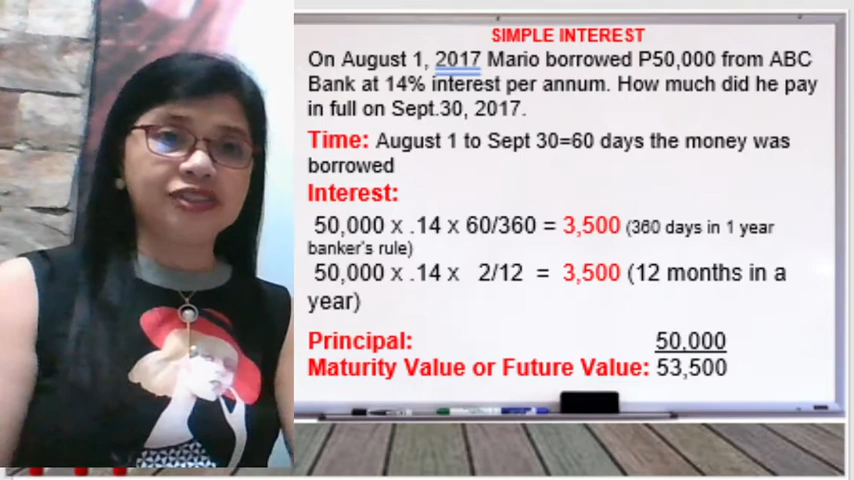 SIMPLE INTEREST
On August 1, 2017 Mario borrowed P50,000 from ABC
Bank at 14% interest per annum. How much did he pay
in full on Sept.30, 2017.
Time: August 1 to Sept 30=60 days the money was
borrowed
Interest:
50,000 x .14 x 60/360 = 3,500 (360 days in 1 year
banker's rule)
50,000 x .14 x 2/12 = 3,500 (12 months in a
year)
Principal: 50,000
Maturity Value or Future Value: 53,500